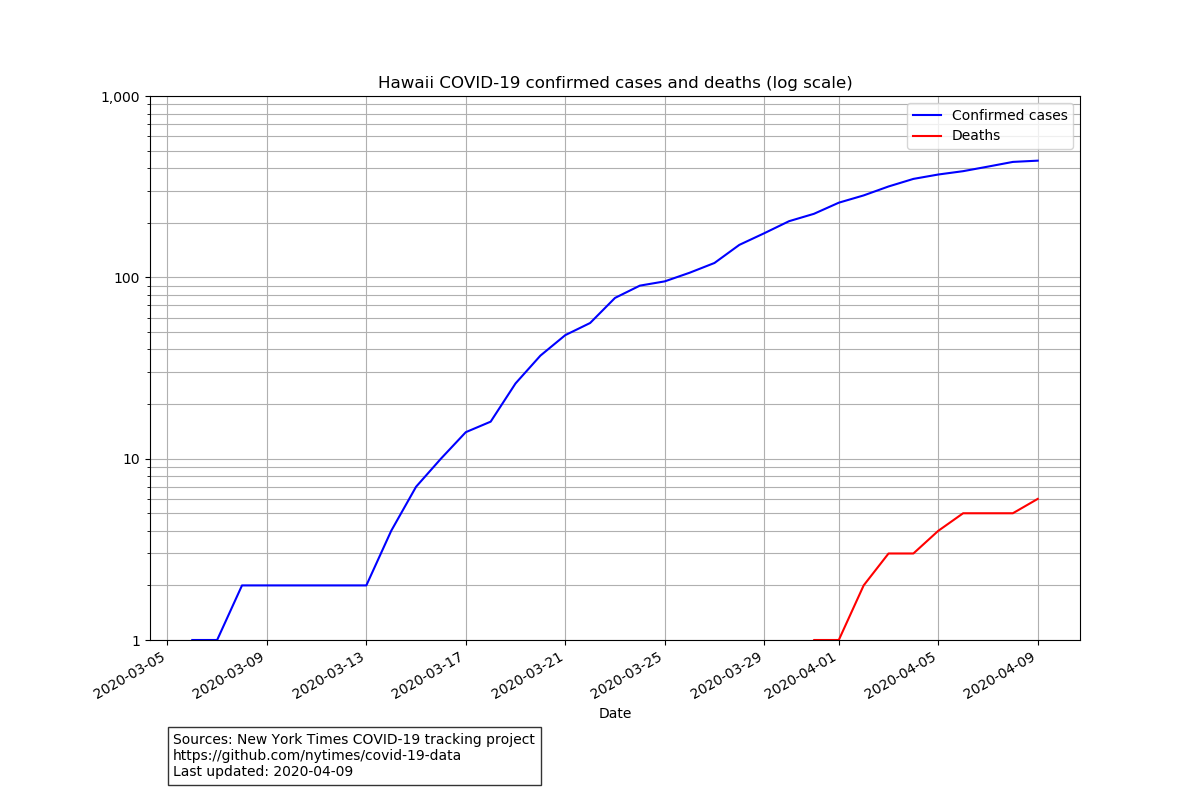 Hawaii COVID-19 confirmed cases and deaths (log scale)
1,000
100
10
1
Confirmed cases
Deaths
2020-03-05
2020-03-09
2020-03-13
2020-03-17
2020-03-21
2020-03-25
2020-03-29
2020-04-01
2020-04-05
2020-04-09
Date
Sources: New York Times COVID-19 tracking project
https://github.com/nytimes/covid-19-data
Last updated: 2020-04-09